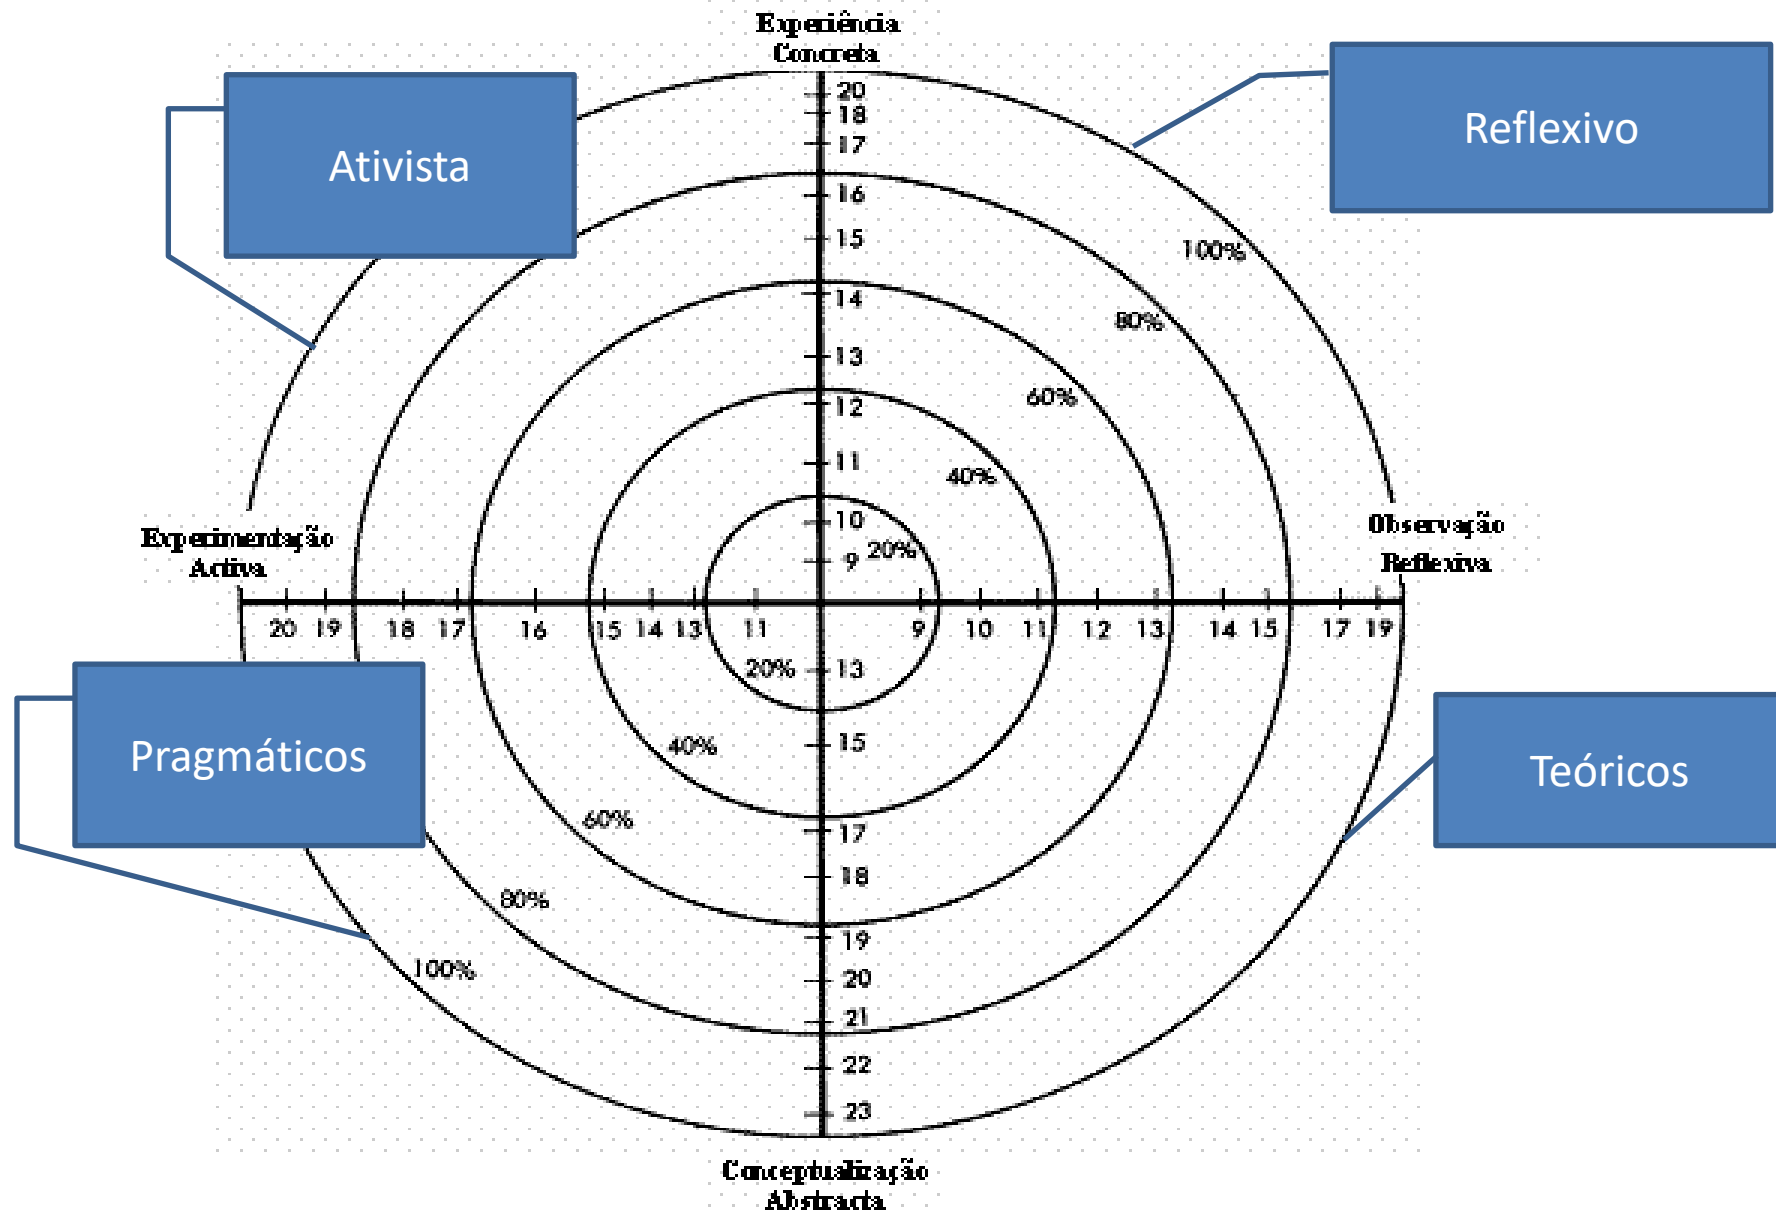 Experiência
Concreta
Ativista
Reflexivo
20
18
17
16
15
14
13
12
11
10
9
100%
80%
60%
40%
20%
Experimentação
Activa
Observação
Reflexiva
20 19 18 17 16 15 14 13 11 9 10 11 12 13 14 15 17 19
Pragmáticos
Teóricos
20%
40%
60%
80%
100%
13
15
17
18
19
20
21
22
23
Conceptualização
Abstracta